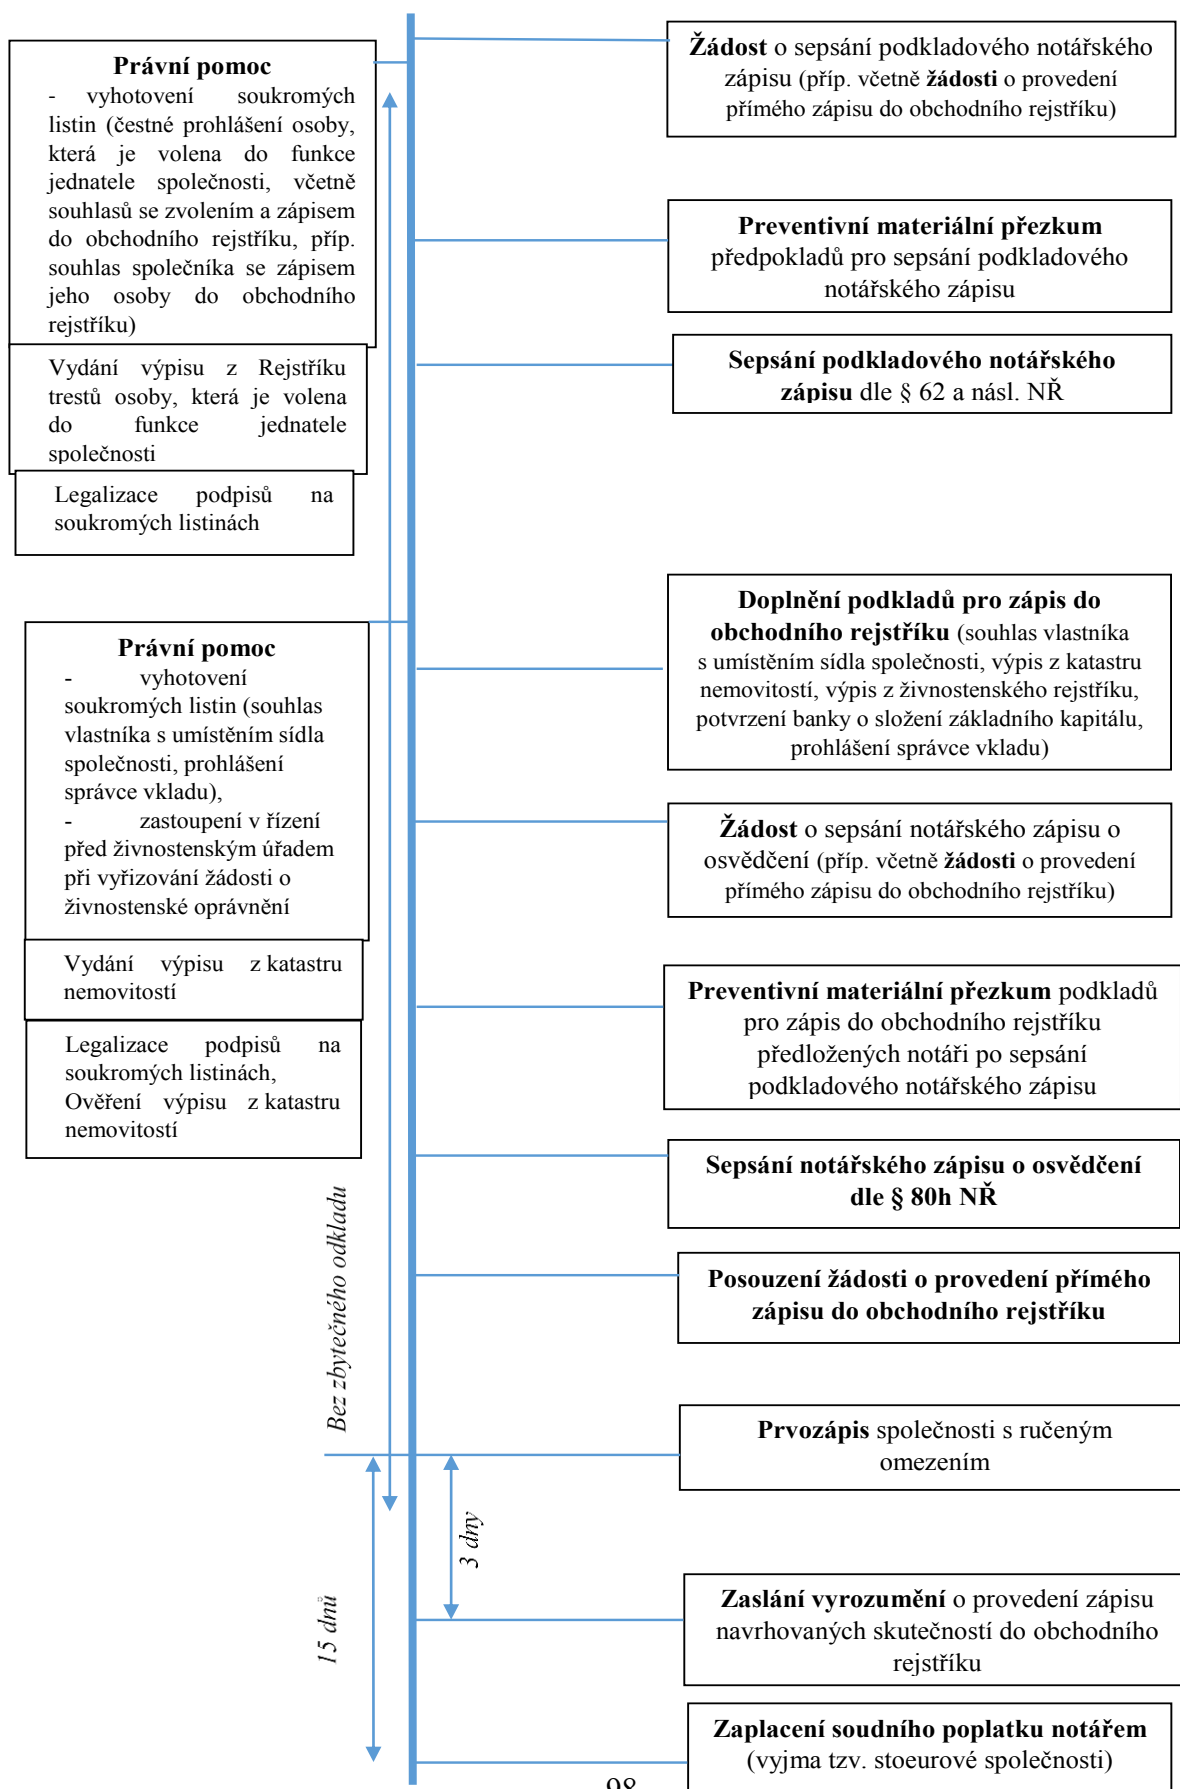 Právní pomoc
- vyhotovení soukromých
listin (čestné prohlášení osoby,
která je volena do funkce
jednatele společnosti, včetně
souhlasů se zvolením a zápisem
do obchodního rejstříku, příp.
souhlas společníka se zápisem
jeho osoby do obchodního
rejstříku)
Vydání výpisu z Rejstříku
trestů osoby, která je volena
do funkce jednatele
společnosti
Legalizace podpisů na
soukromých listinách
Žádost o sepsání podkladového notářského
zápisu (příp. včetně žádosti o provedení
přímého zápisu do obchodního rejstříku)
Preventivní materiální přezkum
předpokladů pro sepsání podkladového
notářského zápisu
Sepsání podkladového notářského
zápisu dle § 62 a násl. NŘ
Právní pomoc
- vyhotovení
soukromých listin (souhlas
vlastníka s umístěním sídla
společnosti, prohlášení
správce vkladu),
- zastoupení v řízení
před živnostenským úřadem
při vyřizování žádosti o
živnostenské oprávnění
Vydání výpisu z katastru
nemovitostí
Legalizace podpisů na
soukromých listinách,
Ověření výpisu z katastru
nemovitostí
Doplnění podkladů pro zápis do
obchodního rejstříku (souhlas vlastníka
s umístěním sídla společnosti, výpis z katastru
nemovitostí, výpis z živnostenského rejstříku,
potvrzení banky o složení základního kapitálu,
prohlášení správce vkladu)
Žádost o sepsání notářského zápisu o
osvědčení (příp. včetně žádosti o provedení
přímého zápisu do obchodního rejstříku)
Preventivní materiální přezkum podkladů
pro zápis do obchodního rejstříku
předložených notáři po sepsání
podkladového notářského zápisu
Sepsání notářského zápisu o osvědčení
dle § 80h NŘ
Posouzení žádosti o provedení přímého
zápisu do obchodního rejstříku
Bez zbytečného odkladu
Prvozápis společnosti s ručeným
omezením
3 dny
15 dnů
Zaslání vyrozumění o provedení zápisu
navrhovaných skutečností do obchodního
rejstříku
Zaplacení soudního poplatku notářem
(vyjma tzv. stoeurové společnosti)
98